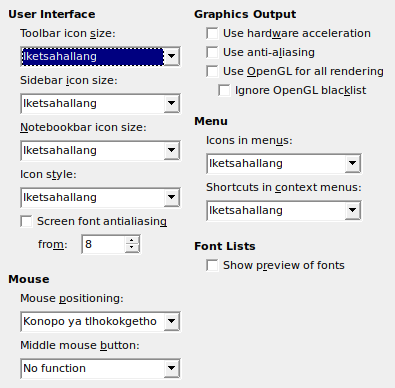 User Interface
Toolbar icon size:
Iketsahallang
Sidebar icon size:
Iketsahallang
Notebookbar icon size:
Iketsahallang
Icon style:
Iketsahallang
Screen font antialiasing
from: 8
Mouse
Mouse positioning:
Konopo ya tlhokokgetho
Middle mouse button:
No function
Graphics Output
Use hardware acceleration
Use anti-aliasing
Use OpenGL for all rendering
Ignore OpenGL blacklist
Menu
Icons in menus:
Iketsahallang
Shortcuts in context menus:
Iketsahallang
Font Lists
Show preview of fonts